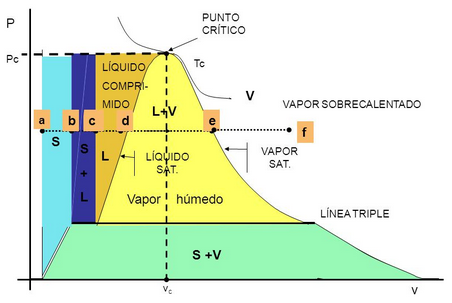 P
PUNTO
CRÍTICO
Pc
LÍQUIDO
COMPRI-
MIDO
Tc
V
VAPOR SOBRECALENTADO
L+V
a
b
c
d
e
f
S
S
+
L
L
LÍQUIDO
SAT.
VAPOR
SAT.
Vapor húmedo
LÍNEA TRIPLE
S +V
vc
v